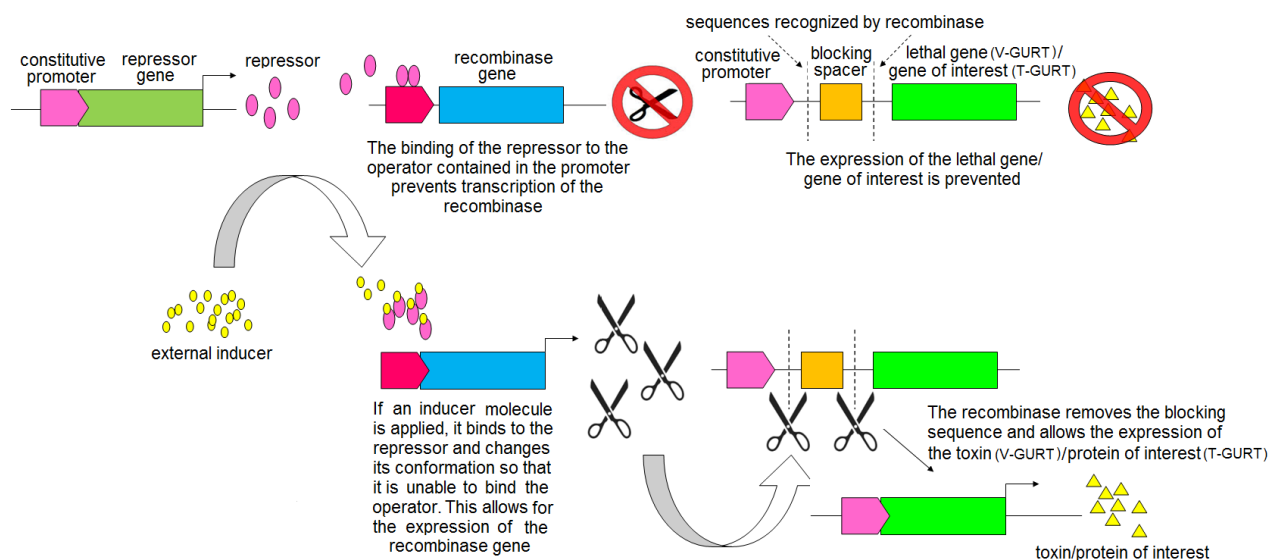 sequences recognized by recombinase
constitutive
promoter
repressor
gene
repressor
recombinase
gene
constitutive
promoter
blocking
spacer
lethal gene (V-GURT)/
gene of interest (T-GURT)
The binding of the repressor to the
operator contained in the promoter
prevents transcription of the
recombinase
The expression of the lethal gene/
gene of interest is prevented
external inducer
If an inducer molecule
is applied, it binds to the
repressor and changes
its conformation so that
it is unable to bind the
operator. This allows for
the expression of the
recombinase gene
The recombinase removes the blocking
sequence and allows the expression of
the toxin (V-GURT)/protein of interest (T-GURT)
toxin/protein of interest